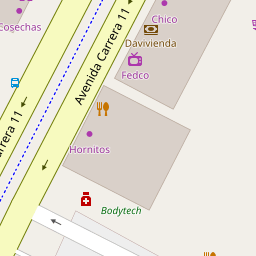 Chico
Cosechas
Davivienda
Fedco
Avenida Carrera 11
Carrera 11
Hornitos
Bodytech